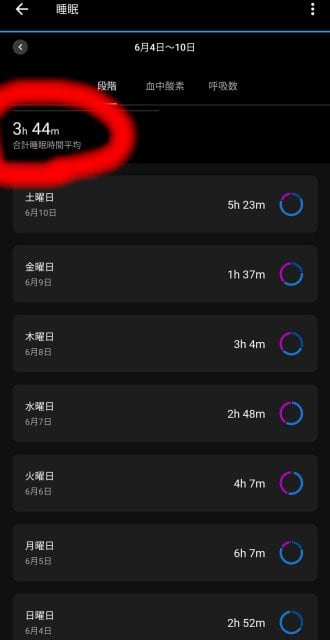 睡眠
6月4日〜10日
段階 血中酸素 呼吸数
3h 44m
合計睡眠時間平均
土曜日
5h 23m
6月10日
金曜日
1h 37m
6月9日
木曜日
3h 4m
6月8日
水曜日
2h 48m
6月7日
火曜日
4h 7m
6月6日
月曜日
6h 7m
6月5日
日曜日
2h 52m
6月4日